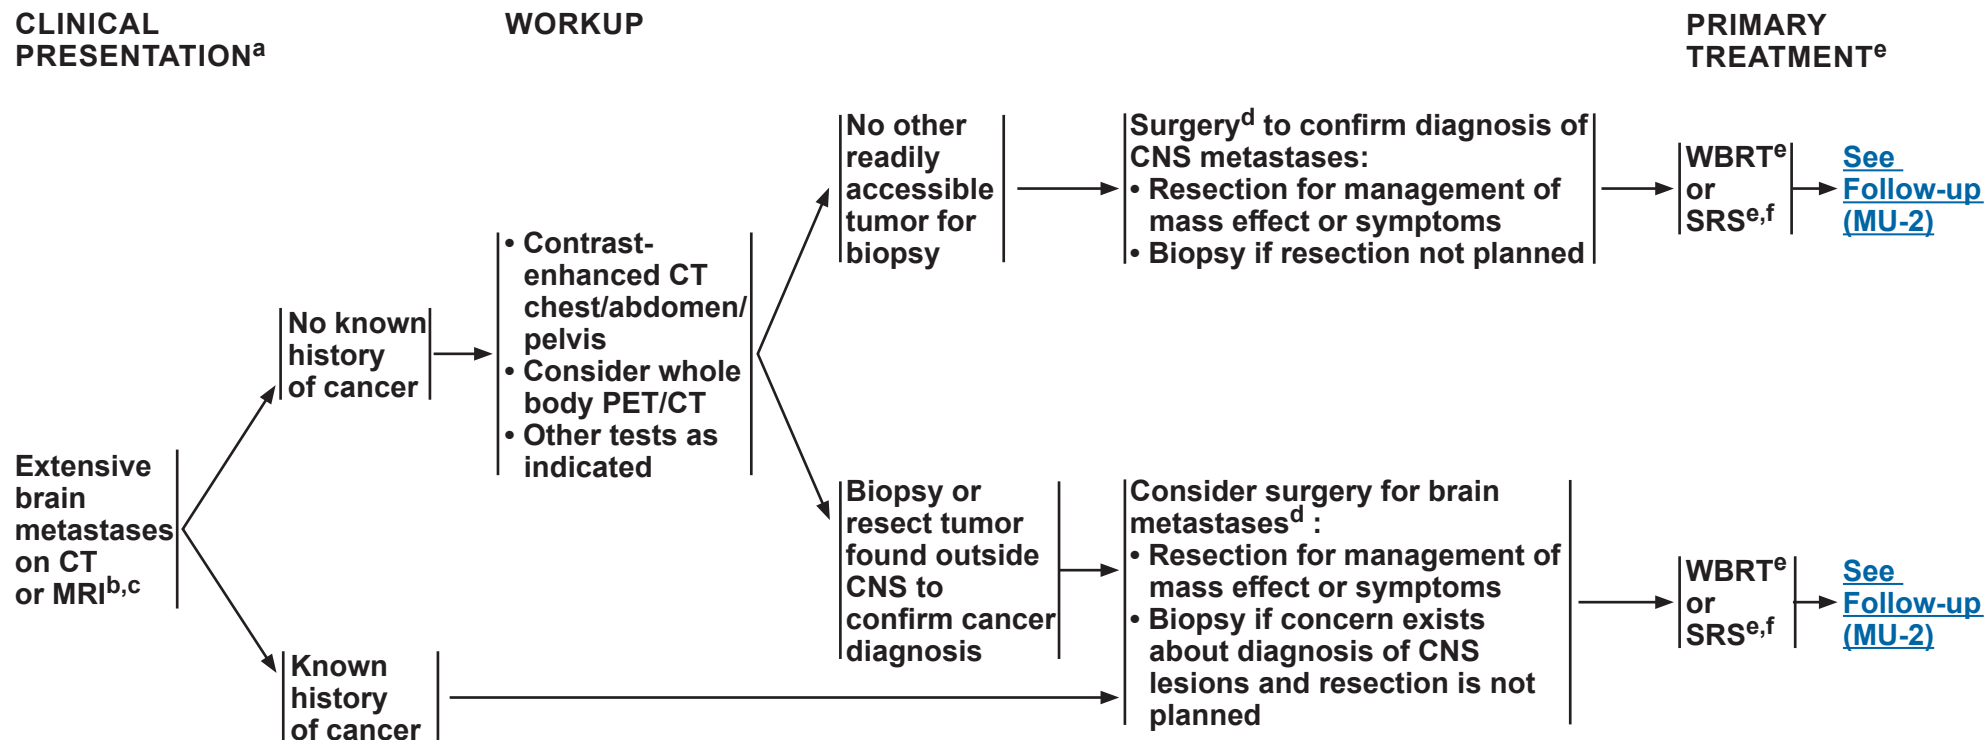 CLINICAL
PRESENTATIONa
WORKUP
PRIMARY
TREATMENTe
Extensive
brain
metastases
on CT
or MRIb,c
No known
history
of cancer
Known
history
of cancer
• Contrast-
enhanced CT
chest/abdomen/
pelvis
• Consider whole
body PET/CT
• Other tests as
indicated
No other
readily
accessible
tumor for
biopsy
Surgeryd to confirm diagnosis of
CNS metastases:
• Resection for management of
mass effect or symptoms
• Biopsy if resection not planned
WBRTe
or
SRSe,f
See
Follow-up
(MU-2)
Biopsy or
resect tumor
found outside
CNS to
confirm cancer
diagnosis
Consider surgery for brain
metastasesd :
• Resection for management of
mass effect or symptoms
• Biopsy if concern exists
about diagnosis of CNS
lesions and resection is not
planned
WBRTe
or
SRSe,f
See
Follow-up
(MU-2)